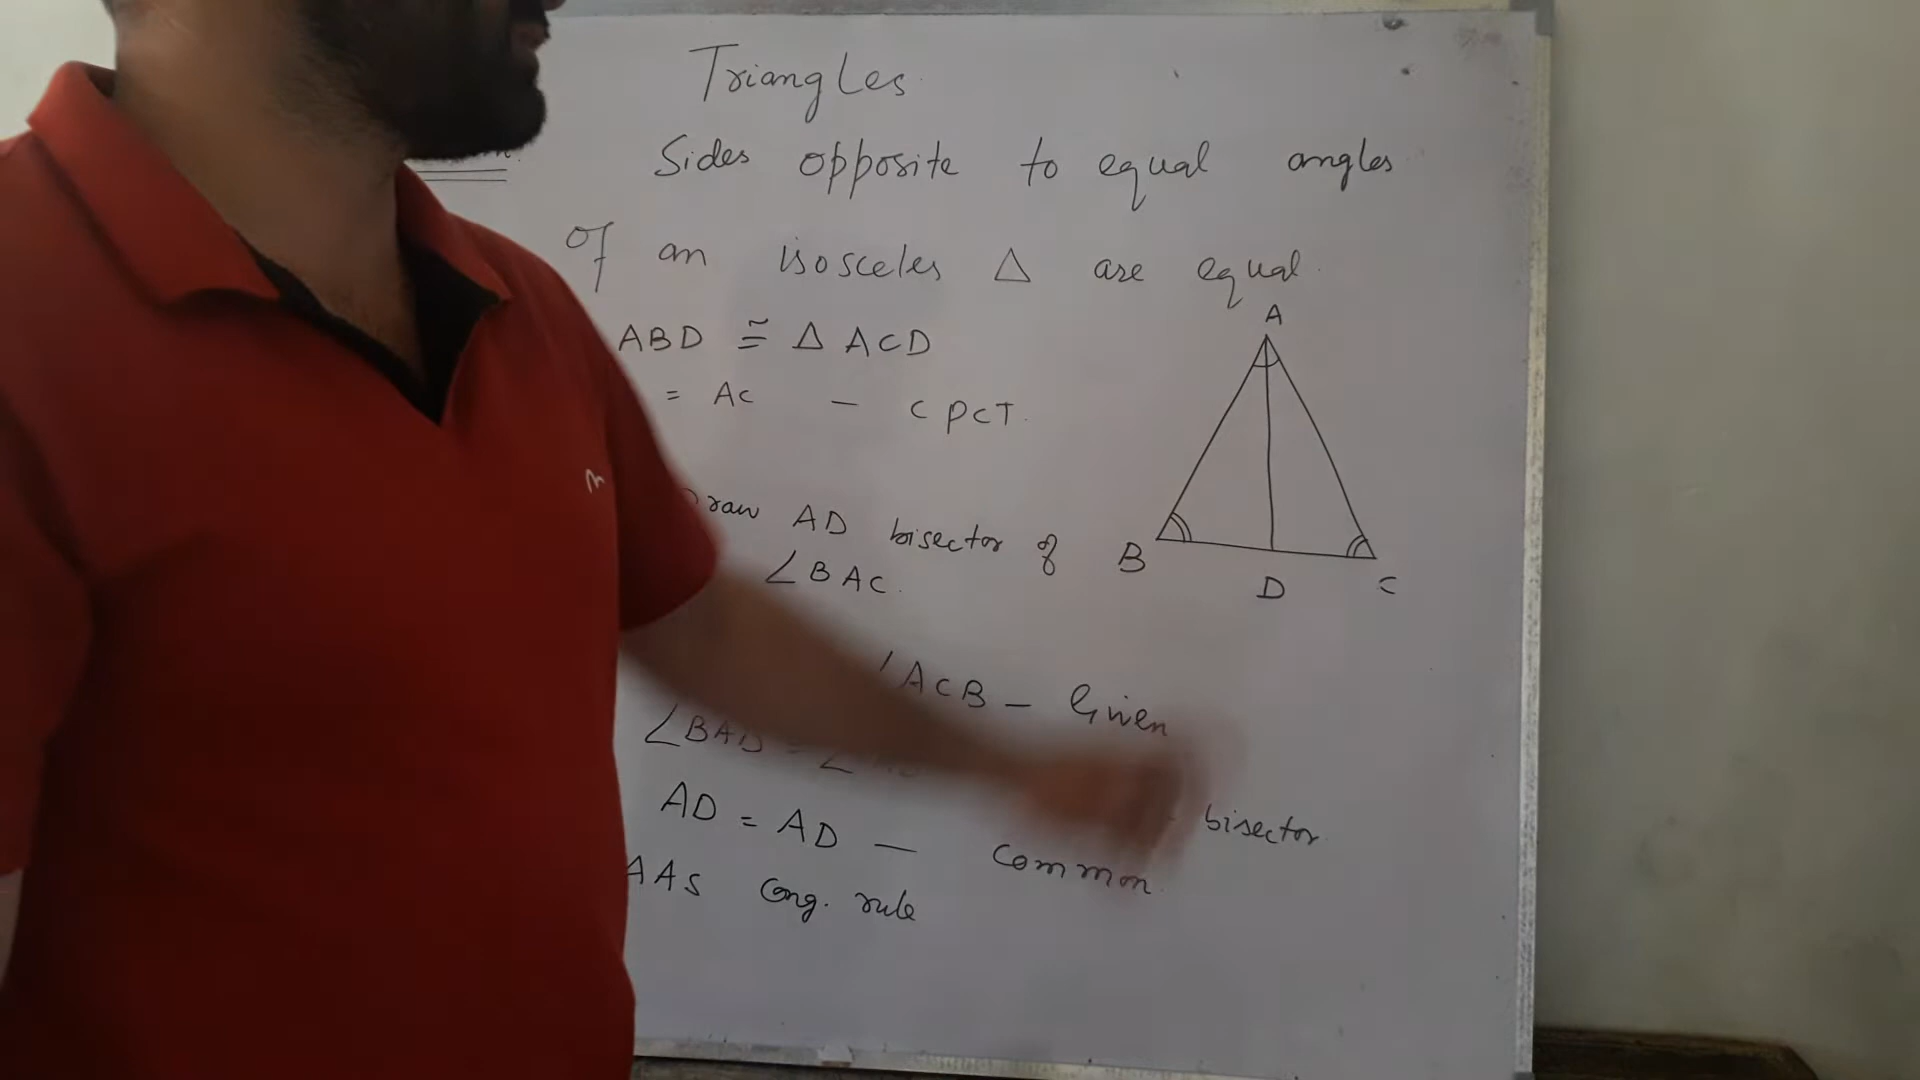 Triangles
Sides opposite to equal angles
of an isosceles △ are equal.
ABD ≅ △ ACD
= AC — CPCT.
Draw AD bisector of
∠BAC.
ACB — Given
∠BAD = ∠
bisector
AD = AD — Common
AAS Cong. rule
A
B
D
C